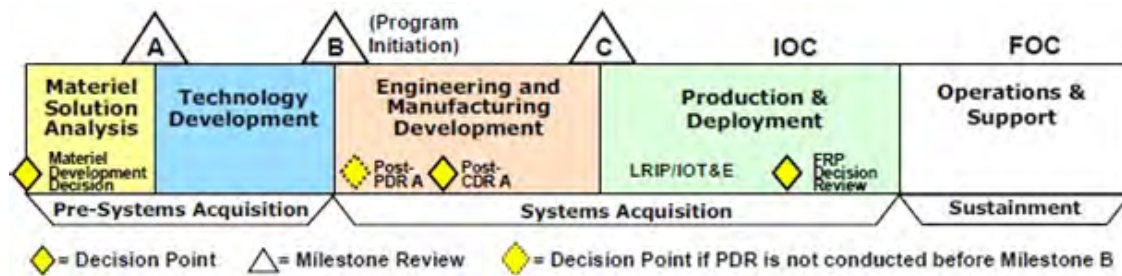 A
B
(Program
Initiation)
C
IOC
FOC
Materiel
Solution
Analysis
Materiel
Development
Decision
Technology
Development
Engineering and
Manufacturing
Development
Post-
PDR A
Post-
CDR A
Production &
Deployment
LRIP/IOT&E
FRP
Decision
Review
Operations &
Support
Pre-Systems Acquisition
Systems Acquisition
Sustainment
= Decision Point
= Milestone Review
= Decision Point if PDR is not conducted before Milestone B